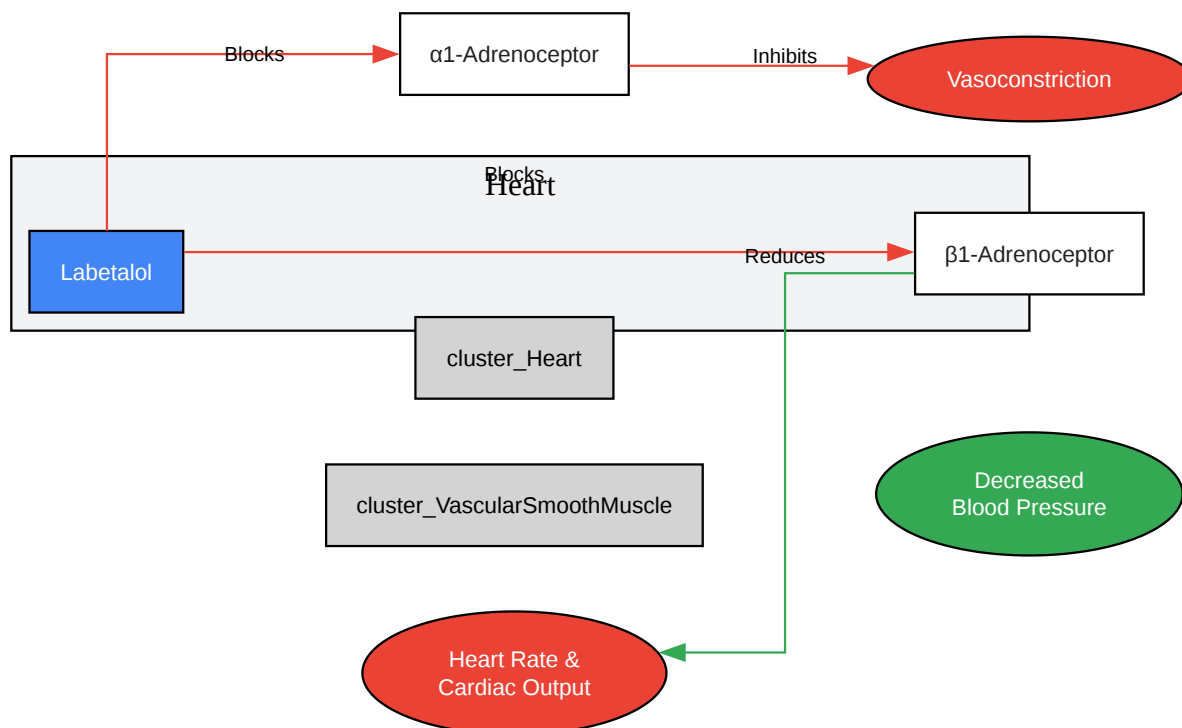 Blocks
α1-Adrenoceptor
Inhibits
Vasoconstriction
Blocks
Heart
Labetalol
Reduces
β1-Adrenoceptor
cluster_Heart
cluster_VascularSmoothMuscle
Decreased
Blood Pressure
Heart Rate &
Cardiac Output